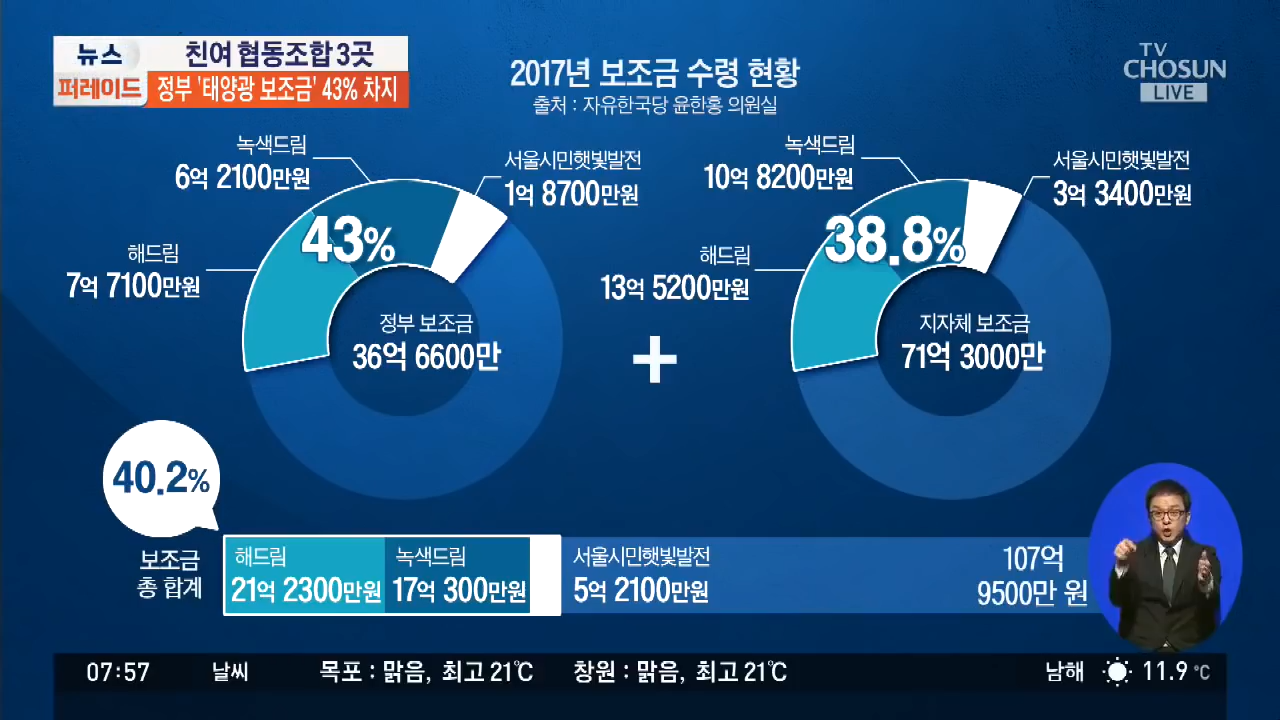 뉴스 친여 협동조합 3곳
퍼레이드 정부 '태양광 보조금' 43% 차지
2017년 보조금 수령 현황
출처 : 자유한국당 윤한홍 의원실
TV
CHOSUN
LIVE
녹색드림
6억 2100만원
서울시민햇빛발전
1억 8700만원
해드림
7억 7100만원
43%
정부 보조금
36억 6600만
+
녹색드림
10억 8200만원
서울시민햇빛발전
3억 3400만원
해드림
13억 5200만원
38.8%
지자체 보조금
71억 3000만
40.2%
보조금
총 합계
해드림
21억 2300만원
녹색드림
17억 300만원
서울시민햇빛발전
5억 2100만원
107억
9500만 원
07:57 날씨 목포 : 맑음, 최고 21℃ 창원 : 맑음, 최고 21℃ 남해 11.9℃